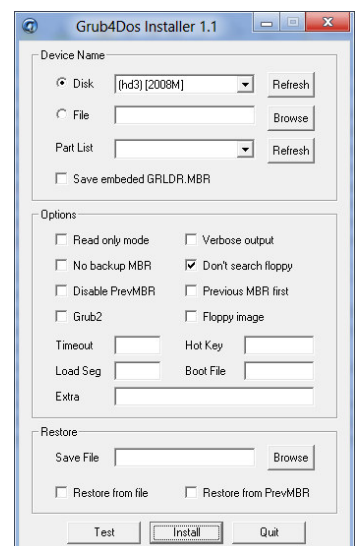 Grub4Dos Installer 1.1
Device Name
Disk (hd3) [2008M] Refresh
File Browse
Part List Refresh
Save embeded GRLDR.MBR
Options
Read only mode Verbose output
No backup MBR Don't search floppy
Disable PrevMBR Previous MBR first
Grub2 Floppy image
Timeout Hot Key
Load Seg Boot File
Extra
Restore
Save File Browse
Restore from file Restore from PrevMBR
Test Install Quit